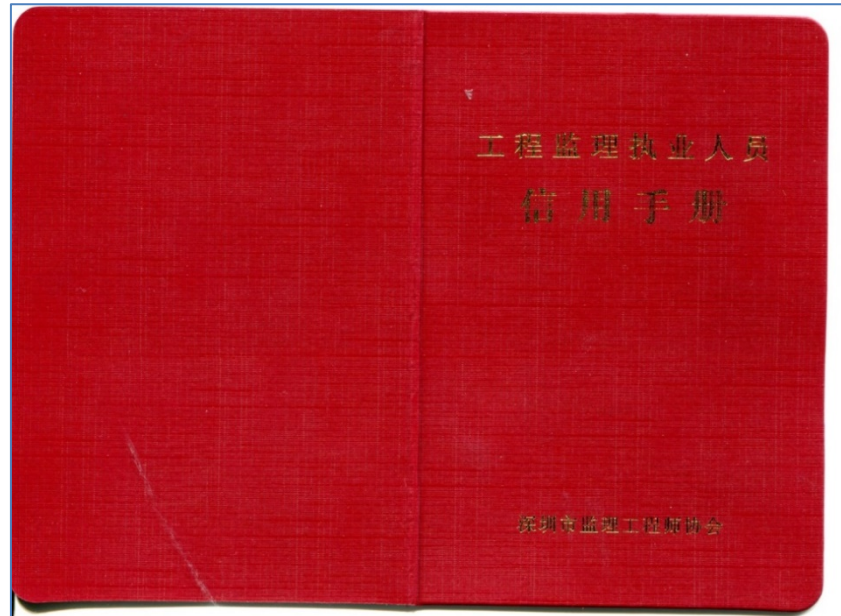 工程监理执业人员
信用手册
深圳市监理工程师协会